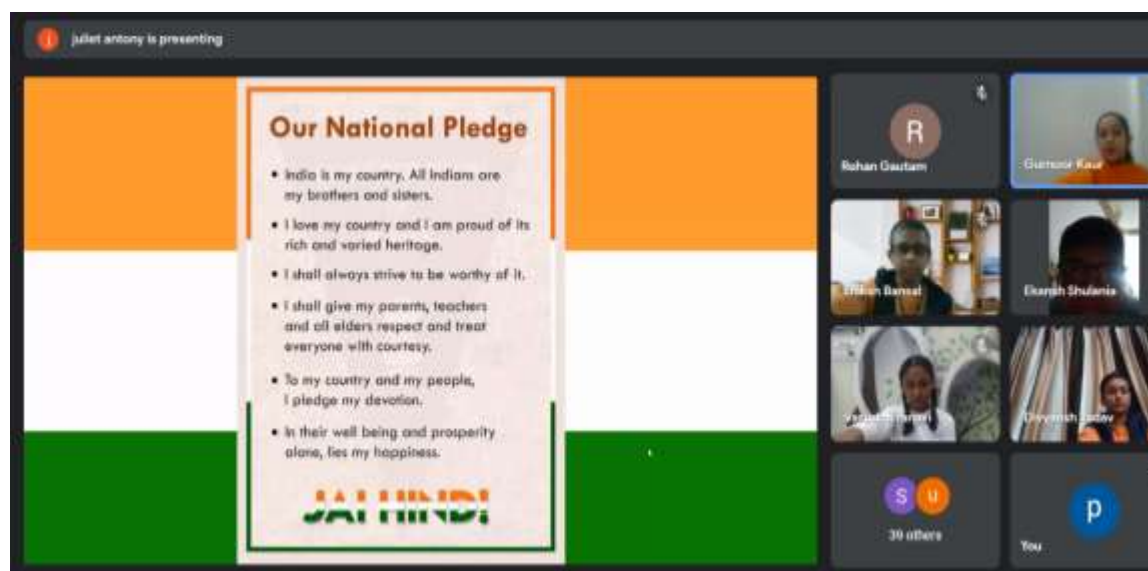 juliet antony is presenting
Our National Pledge
• India is my country. All Indians are
my brothers and sisters.
• I love my country and I am proud of its
rich and varied heritage.
• I shall always strive to be worthy of it.
• I shall give my parents, teachers
and all elders respect and treat
everyone with courtesy.
• To my country and my people,
I pledge my devotion.
• In their well being and prosperity
alone, lies my happiness.
JAI HIND!
j
R
Rohan Gautam
Gurnoor Kaur
Bansal
Ekansh Shulania
Divyansh Yadav
S u
39 others
p
You